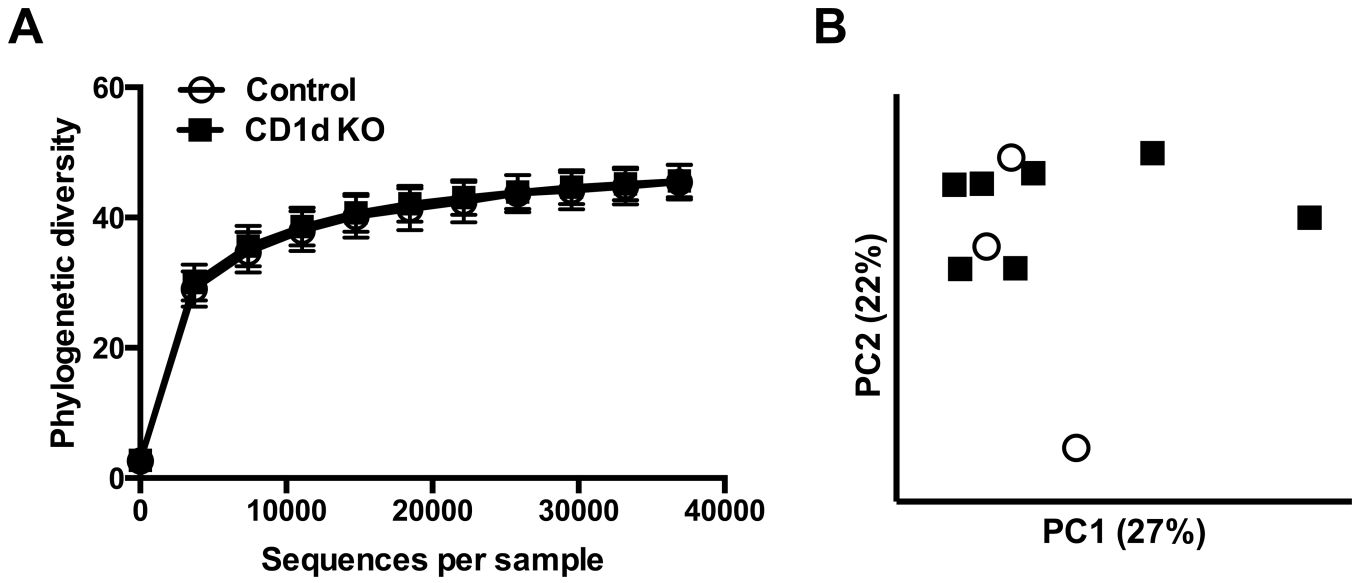 A
B
Control
CD1d KO
60
40
20
0
Phylogenetic diversity
0 10000 20000 30000 40000
Sequences per sample
PC2 (22%)
PC1 (27%)